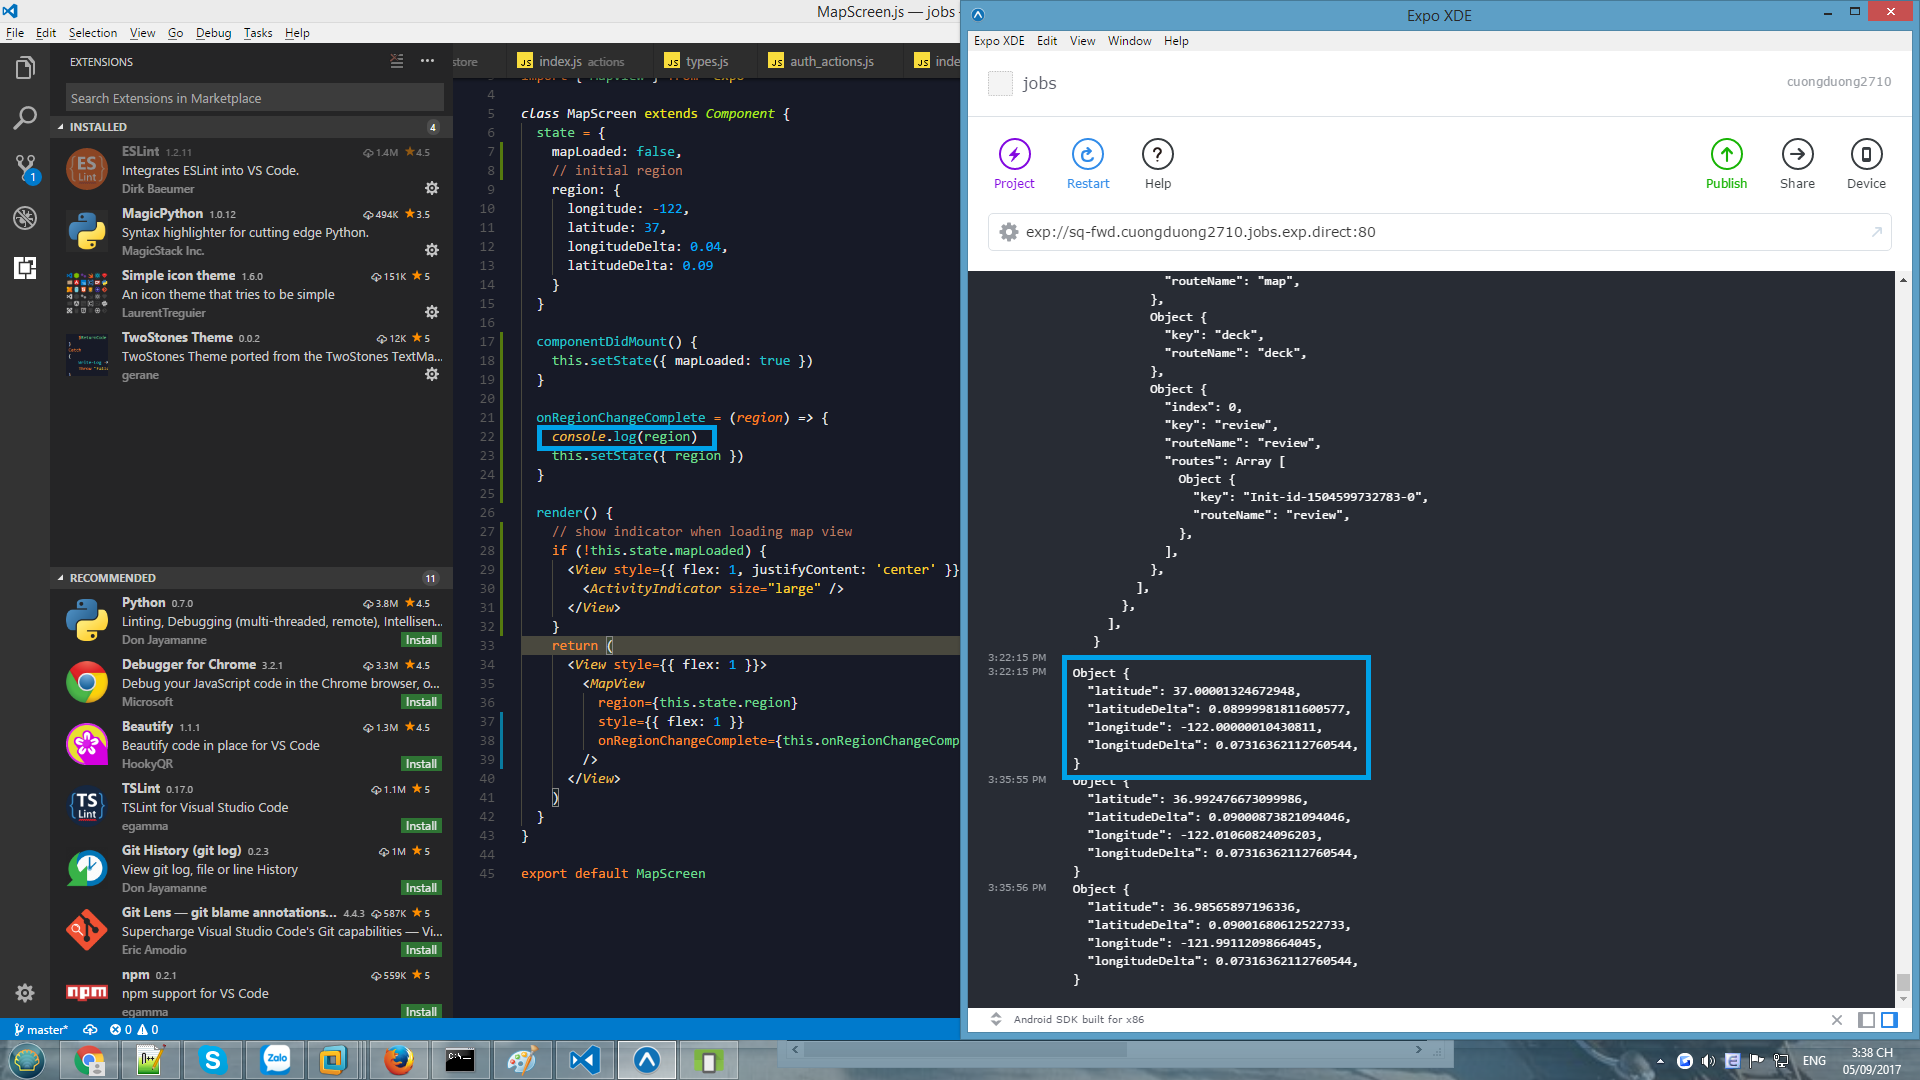 MapScreen.js — jobs -
File Edit Selection View Go Debug Tasks Help
EXTENSIONS
Search Extensions in Marketplace
INSTALLED 4
ESLint 1.2.11 1.4M 4.5
Integrates ESLint into VS Code.
Dirk Baeumer
MagicPython 1.0.12 494K 3.5
Syntax highlighter for cutting edge Python.
MagicStack Inc.
Simple icon theme 1.6.0 151K 5
An icon theme that tries to be simple
LaurentTreguier
TwoStones Theme 0.0.2 12K 5
TwoStones Theme ported from the TwoStones TextMa...
gerane
RECOMMENDED 11
Python 0.7.0 3.8M 4.5
Linting, Debugging (multi-threaded, remote), Intellisen...
Don Jayamanne Install
Debugger for Chrome 3.2.1 3.3M 4.5
Debug your JavaScript code in the Chrome browser, o...
Microsoft Install
Beautify 1.1.1 1.3M 4.5
Beautify code in place for VS Code
HookyQR Install
TSLint 0.17.0 1.1M 5
TSLint for Visual Studio Code
egamma Install
Git History (git log) 0.2.3 1M 5
View git log, file or line History
Don Jayamanne Install
Git Lens — git blame annotations... 4.4.3 587K 5
Supercharge Visual Studio Code's Git capabilities — Vi...
Eric Amodio Install
npm 0.2.1 559K 5
npm support for VS Code
egamma Install
1
master* 0 0
store JS index.js actions JS types.js JS auth_actions.js JS inde
4
5 class MapScreen extends Component {
6 state = {
7 mapLoaded: false,
8 // initial region
9 region: {
10 longitude: -122,
11 latitude: 37,
12 longitudeDelta: 0.04,
13 latitudeDelta: 0.09
14 }
15 }
16
17 componentDidMount() {
18 this.setState({ mapLoaded: true })
19 }
20
21 onRegionChangeComplete = (region) => {
22 console.log(region)
23 this.setState({ region })
24 }
25
26 render() {
27 // show indicator when loading map view
28 if (!this.state.mapLoaded) {
29 <View style={{ flex: 1, justifyContent: 'center' }}
30 <ActivityIndicator size="large" />
31 </View>
32 }
33 return (
34 <View style={{ flex: 1 }}>
35 <MapView
36 region={this.state.region}
37 style={{ flex: 1 }}
38 onRegionChangeComplete={this.onRegionChangeComp
39 />
40 </View>
41 )
42 }
43 }
44
45 export default MapScreen
Expo XDE
Expo XDE Edit View Window Help
jobs cuongduong2710
Project Restart Help Publish Share Device
exp://sq-fwd.cuongduong2710.jobs.exp.direct:80
"routeName": "map",
},
Object {
"key": "deck",
"routeName": "deck",
},
Object {
"index": 0,
"key": "review",
"routeName": "review",
"routes": Array [
Object {
"key": "Init-id-1504599732783-0",
"routeName": "review",
},
],
},
],
},
],
}
3:22:15 PM
3:22:15 PM Object {
"latitude": 37.00001324672948,
"latitudeDelta": 0.08999981811600577,
"longitude": -122.00000010430811,
"longitudeDelta": 0.07316362112760544,
}
3:35:55 PM Object {
"latitude": 36.992476673099986,
"latitudeDelta": 0.09000873821094046,
"longitude": -122.01060824096203,
"longitudeDelta": 0.07316362112760544,
}
3:35:56 PM Object {
"latitude": 36.98565897196336,
"latitudeDelta": 0.09001680612522733,
"longitude": -121.99112098664045,
"longitudeDelta": 0.07316362112760544,
}
Android SDK built for x86
Zalo
ENG
3:38 CH
05/09/2017